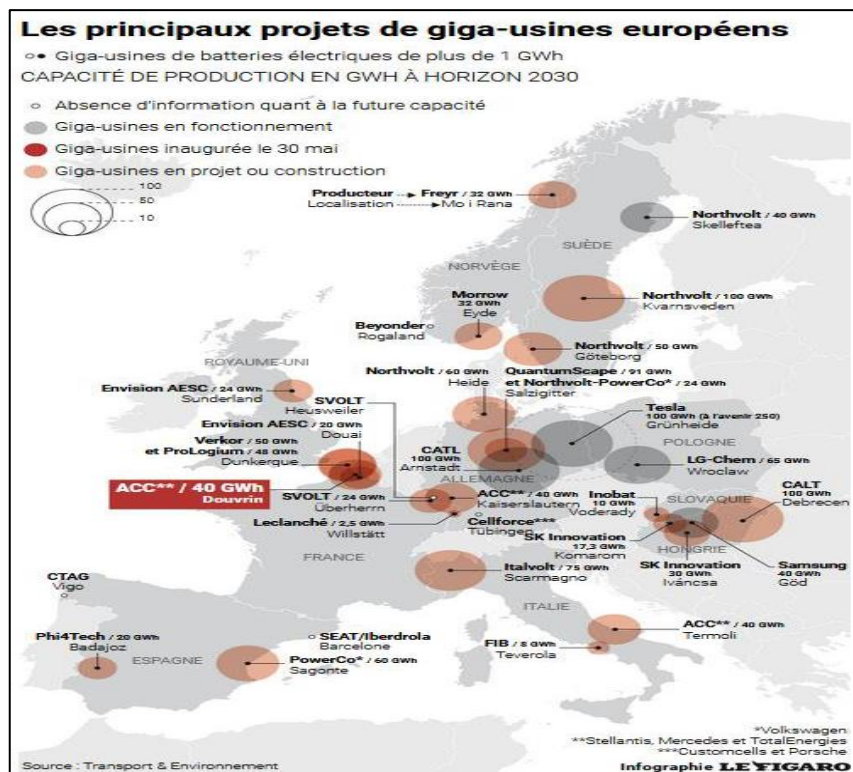 Les principaux projets de giga-usines européens
Giga-usines de batteries électriques de plus de 1 GWh
CAPACITÉ DE PRODUCTION EN GWH À HORIZON 2030
Absence d'information quant à la future capacité
Giga-usines en fonctionnement
Giga-usines inaugurée le 30 mai
Giga-usines en projet ou construction
100
50
10
Producteur
Localisation
Freyr / 32 GWh
Mo i Rana
Northvolt / 40 GWh
Skelleftea
SUÈDE
NORVÈGE
Northvolt / 100 GWh
Kvarnsveden
Morrow
32 GWh
Eyde
Beyonder
Rogaland
Northvolt / 50 GWh
Göteborg
ROYAUME-UNI
Envision AESC / 24 GWh
Sunderland
Northvolt / 60 GWh
Heide
QuantumScape / 91 GWh
et Northvolt-PowerCo* / 24 GWh
Salzigitter
SVOLT
Heusweiler
Envision AESC / 20 GWh
Douai
Verkor / 50 GWh
et ProLogium / 48 GWh
Dunkerque
ACC** / 40 GWh
Douvrin
CATL
100 GWh
Arnstadt
ALLEMAGNE
Tesla
100 GWh (à l'avenir 250)
Grünheide
POLOGNE
LG-Chem / 65 GWh
Wroclaw
SVOLT / 24 GWh
Überherrn
ACC** / 40 GWh
Kaiserslautern
Leclanché / 2,5 GWh
Willstätt
Cellforce***
Tübingen
Inobat
10 GWh
Voderady
SLOVAQUIE
CALT
100 GWh
Debrecen
SK Innovation
17,3 GWh
Komarom
HONGRIE
SK Innovation
30 GWh
Iváncsa
Samsung
40 GWh
Göd
FRANCE
Italvolt / 75 GWh
Scarmagno
ITALIE
CTAG
Vigo
SEAT/Iberdrola
Barcelone
ACC** / 40 GWh
Termoli
FIB / 8 GWh
Teverola
Phi4Tech / 20 GWh
Badajoz
ESPAGNE
PowerCo* / 60 GWh
Sagonte
*Volkswagen
**Stellantis, Mercedes et TotalEnergies
***Customcells et Porsche
Source : Transport & Environnement
Infographie LE FIGARO